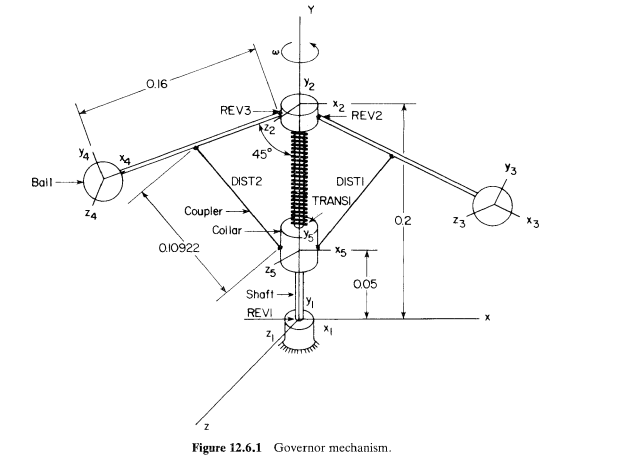 Y
ω
0.16
y2
x2
REV3
REV2
z2
45°
y4
x4
Ball
z4
DIST2
DIST1
y3
z3
x3
Coupler
TRANS1
0.2
Collar
y5
x5
0.10922
z5
0.05
Shaft
y1
REV1
x
z1
x1
z
Figure 12.6.1 Governor mechanism.